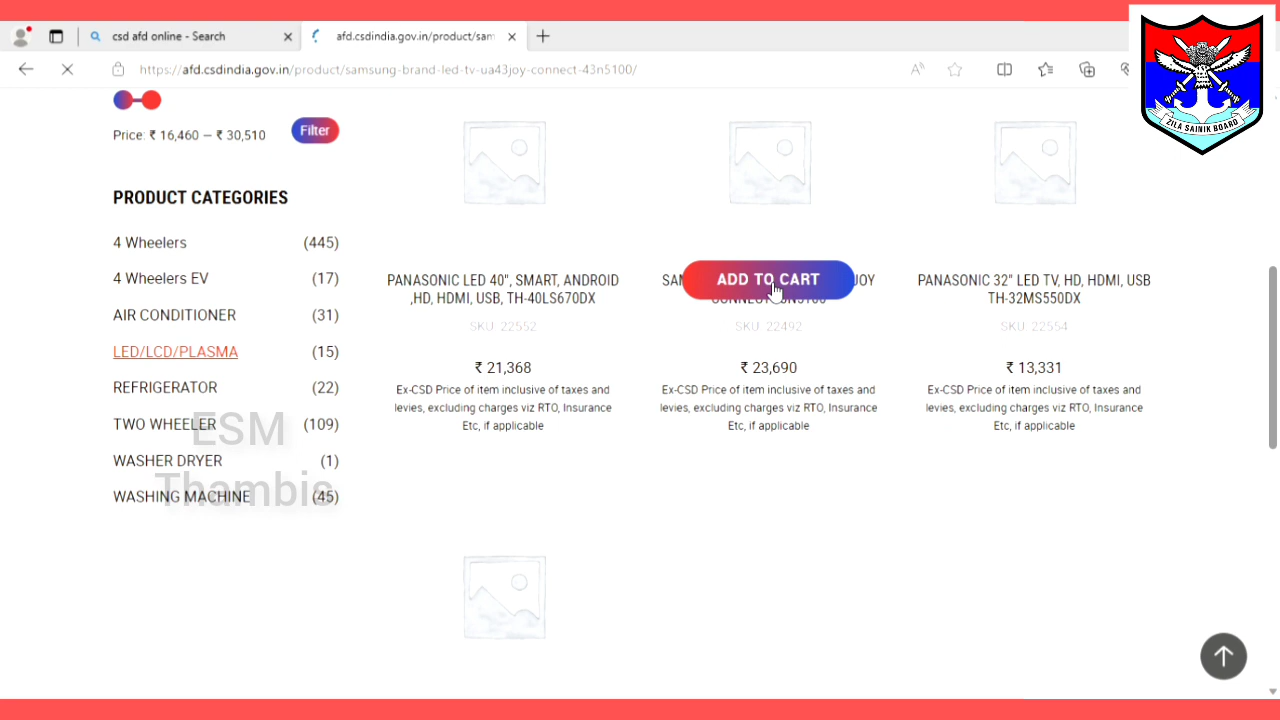 csd afd online - Search
afd.csdindia.gov.in/product/sam
https://afd.csdindia.gov.in/product/samsung-brand-led-tv-ua43joy-connect-43n5100/
ZILA SAINIK BOARD
Price: ₹ 16,460 — ₹ 30,510
Filter
PRODUCT CATEGORIES
4 Wheelers (445)
4 Wheelers EV (17)
AIR CONDITIONER (31)
LED/LCD/PLASMA (15)
REFRIGERATOR (22)
TWO WHEELER (109)
WASHER DRYER (1)
WASHING MACHINE (45)
ESM
Thambis
PANASONIC LED 40", SMART, ANDROID
,HD, HDMI, USB, TH-40LS670DX
SKU: 22552
₹ 21,368
Ex-CSD Price of item inclusive of taxes and
levies, excluding charges viz RTO, Insurance
Etc, if applicable
ADD TO CART
SKU: 22492
₹ 23,690
Ex-CSD Price of item inclusive of taxes and
levies, excluding charges viz RTO, Insurance
Etc, if applicable
PANASONIC 32" LED TV, HD, HDMI, USB
TH-32MS550DX
SKU: 22554
₹ 13,331
Ex-CSD Price of item inclusive of taxes and
levies, excluding charges viz RTO, Insurance
Etc, if applicable